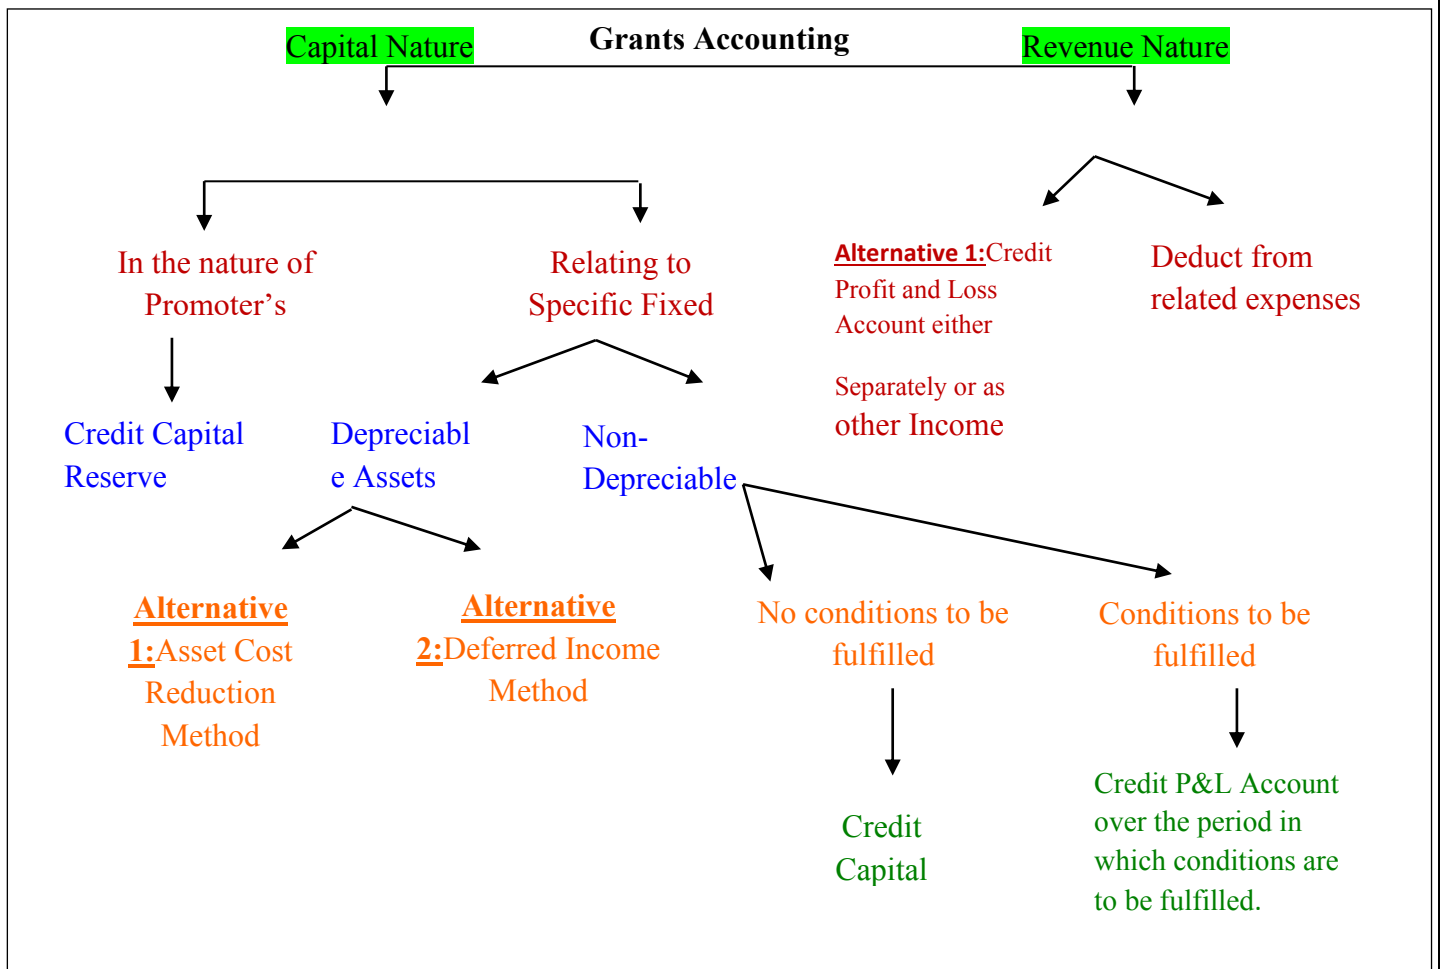 Capital Nature
Grants Accounting
Revenue Nature
In the nature of
Promoter’s
Relating to
Specific Fixed
Alternative 1:Credit
Profit and Loss
Account either
Separately or as
other Income
Deduct from
related expenses
Credit Capital
Reserve
Depreciabl
e Assets
Non-
Depreciable
Alternative
1:Asset Cost
Reduction
Method
Alternative
2:Deferred Income
Method
No conditions to be
fulfilled
Conditions to be
fulfilled
Credit
Capital
Credit P&L Account
over the period in
which conditions are
to be fulfilled.